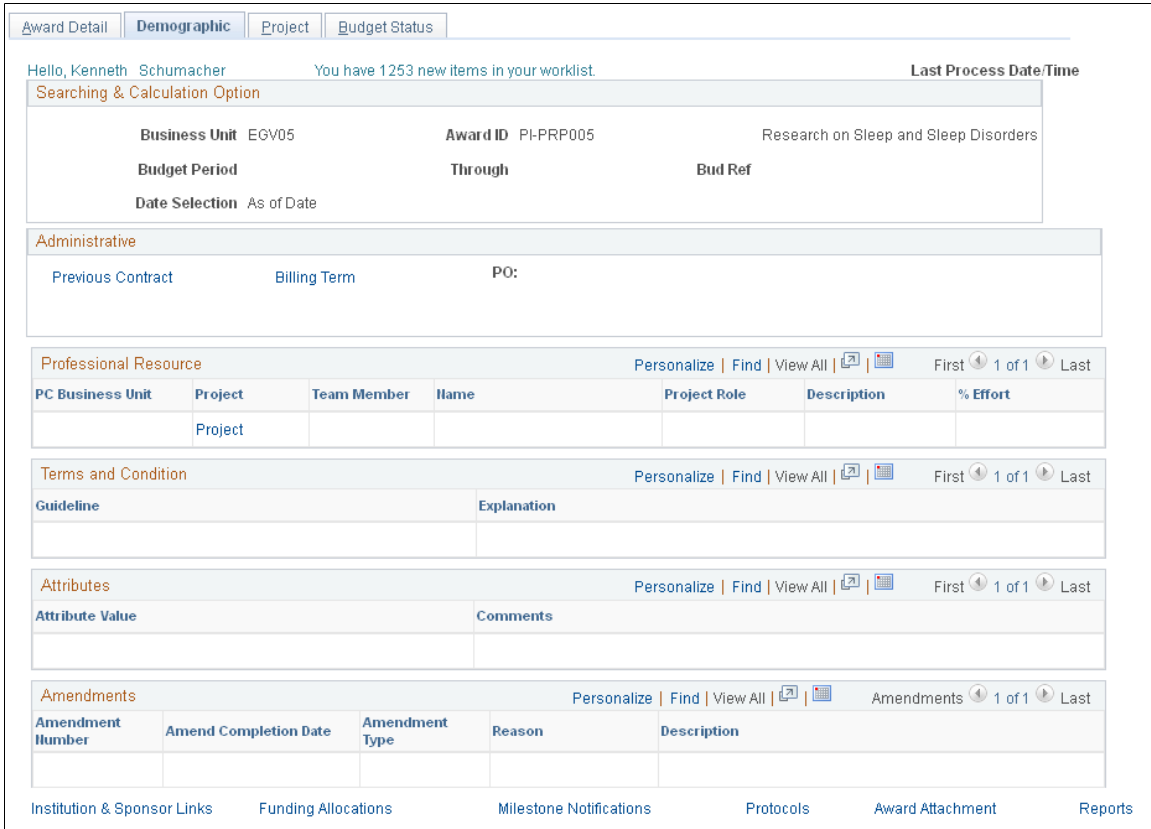 Award Detail Demographic Project Budget Status
Hello, Kenneth Schumacher You have 1253 new items in your worklist. Last Process Date/Time
Searching & Calculation Option
Business Unit EGV05 Award ID PI-PRP005 Research on Sleep and Sleep Disorders
Budget Period Through Bud Ref
Date Selection As of Date
Administrative
Previous Contract Billing Term PO:
Professional Resource Personalize | Find | View All | | First 1 of 1 Last
PC Business Unit Project Team Member Name Project Role Description % Effort
Project
Terms and Condition Personalize | Find | View All | | First 1 of 1 Last
Guideline Explanation
Attributes Personalize | Find | View All | | First 1 of 1 Last
Attribute Value Comments
Amendments Personalize | Find | View All | | Amendments 1 of 1 Last
Amendment Number Amend Completion Date Amendment Type Reason Description
Institution & Sponsor Links Funding Allocations Milestone Notifications Protocols Award Attachment Reports